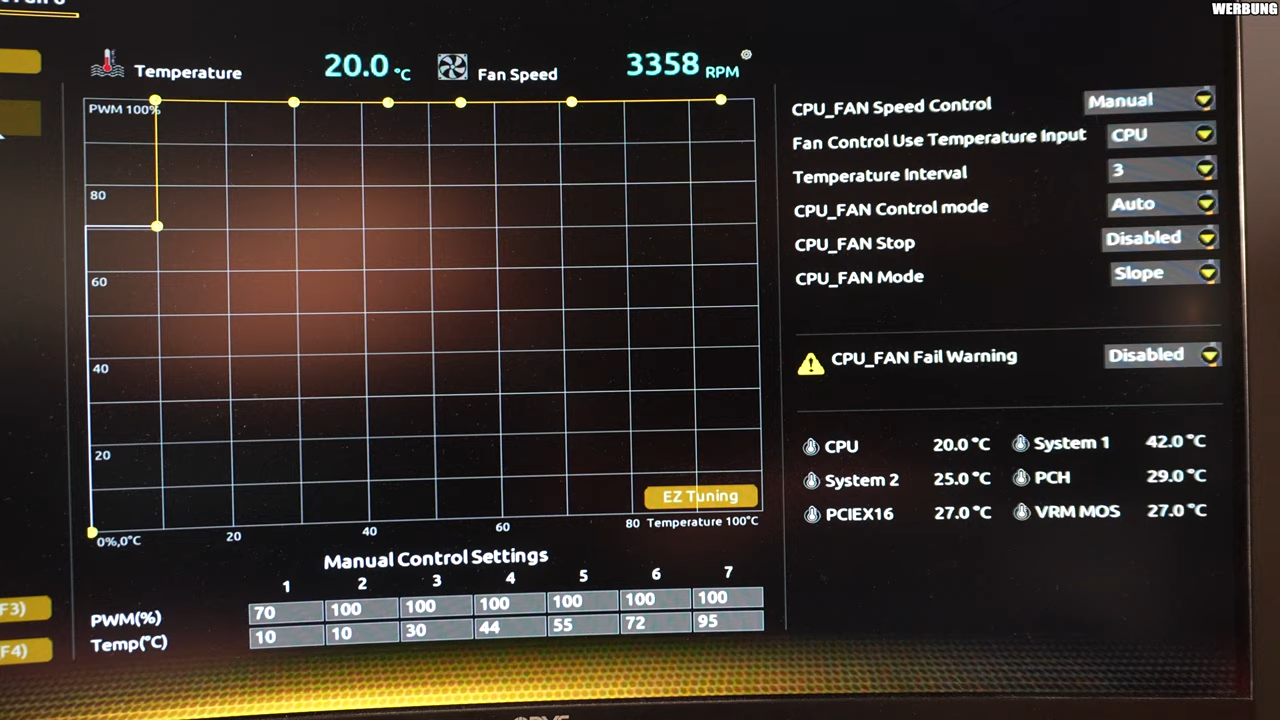 WERBUNG
Temperature 20.0 °C Fan Speed 3358 RPM
PWM 100%
80
60
40
20
0%,0°C
20 40 60 80 Temperature 100°C
EZ Tuning
Manual Control Settings
1 2 3 4 5 6 7
PWM(%) 70 100 100 100 100 100 100
Temp(°C) 10 10 30 44 55 72 95
CPU_FAN Speed Control Manual
Fan Control Use Temperature Input CPU
Temperature Interval 3
CPU_FAN Control mode Auto
CPU_FAN Stop Disabled
CPU_FAN Mode Slope
CPU_FAN Fail Warning Disabled
CPU 20.0 °C System 1 42.0 °C
System 2 25.0 °C PCH 29.0 °C
PCIEX16 27.0 °C VRM MOS 27.0 °C
F3)
F4)